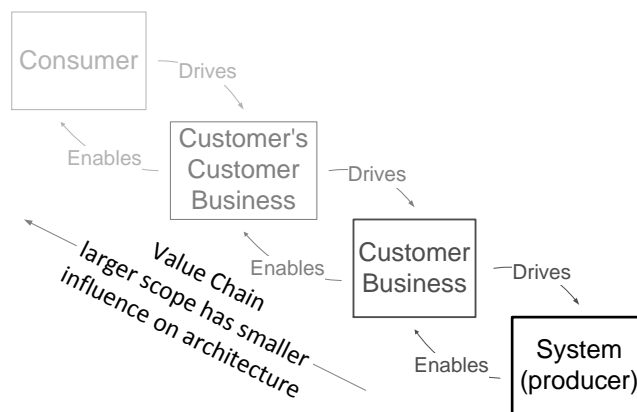 Consumer
Drives
Enables
Customer's
Customer
Business
Drives
Enables
Customer
Business
Drives
Enables
System
(producer)
Value Chain
larger scope has smaller
influence on architecture